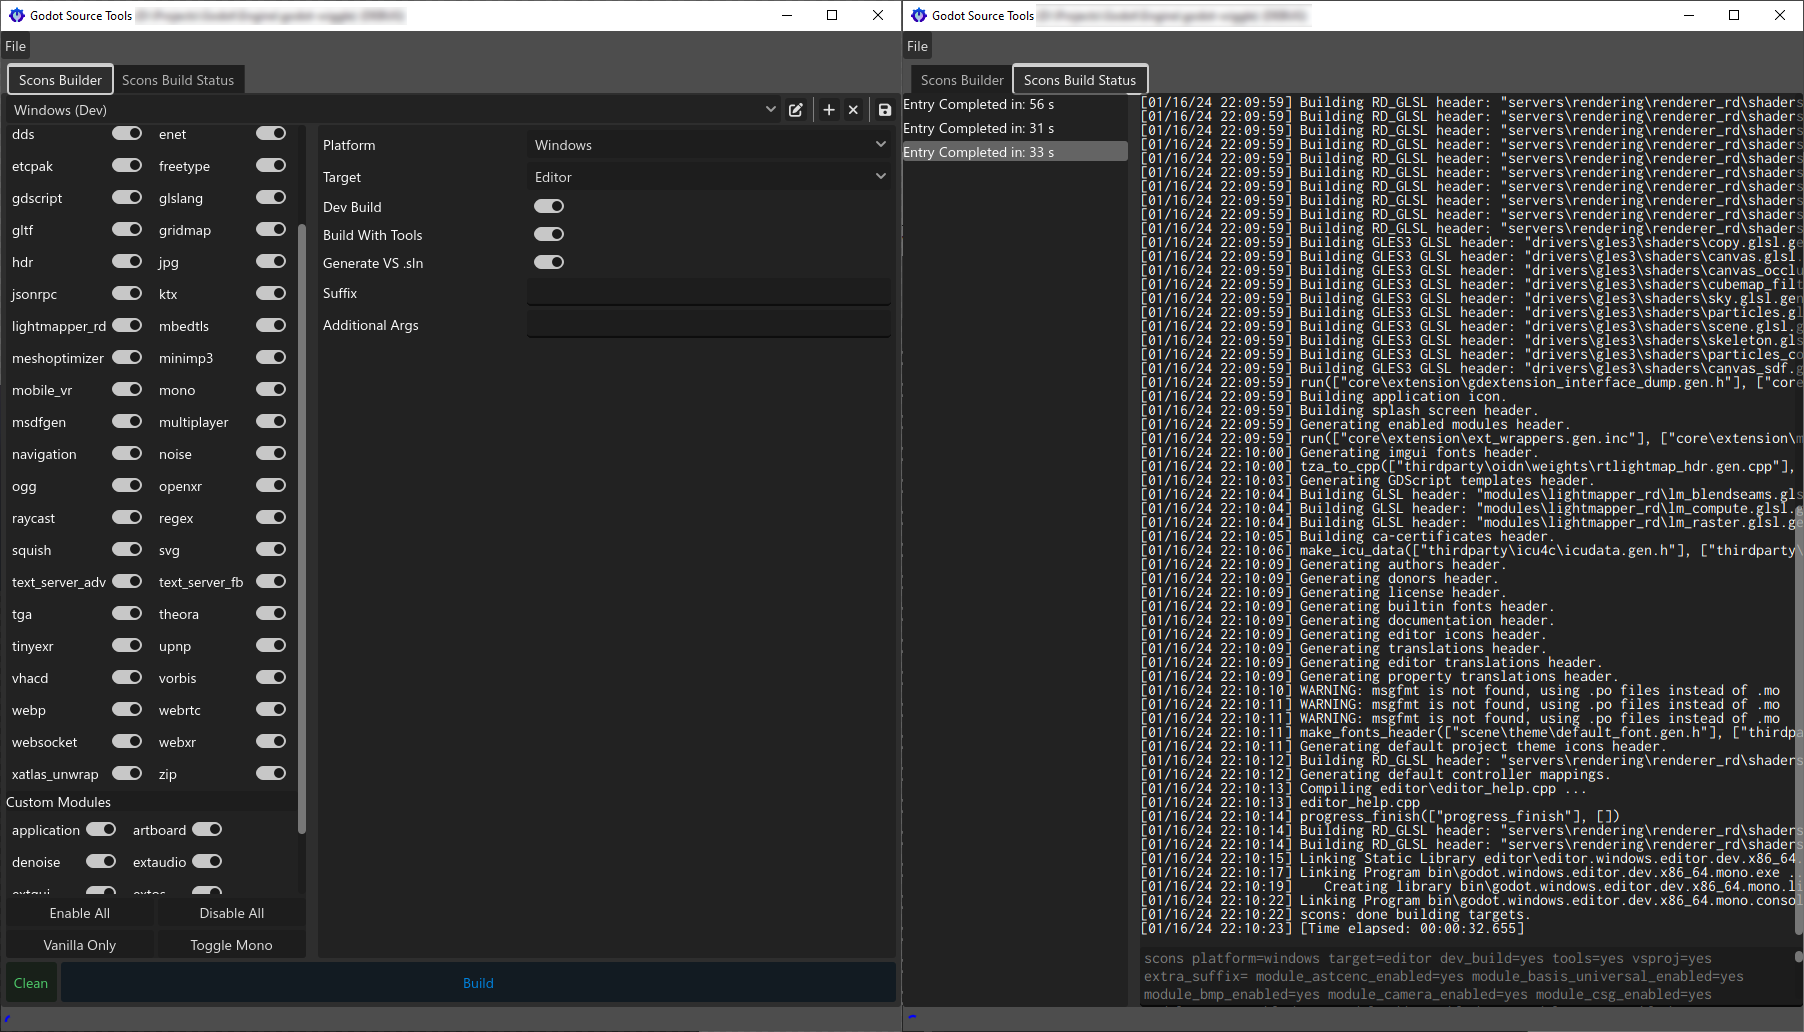 Godot Source Tools
File
Scons Builder
Scons Build Status
Windows (Dev)
dds
enet
etcpak
freetype
gdscript
glslang
gltf
gridmap
hdr
jpg
jsonrpc
ktx
lightmapper_rd
mbedtls
meshoptimizer
minimp3
mobile_vr
mono
msdfgen
multiplayer
navigation
noise
ogg
openxr
raycast
regex
squish
svg
text_server_adv
text_server_fb
tga
theora
tinyexr
upnp
vhacd
vorbis
webp
webrtc
websocket
webxr
xatlas_unwrap
zip
Custom Modules
application
artboard
denoise
extaudio
Enable All
Disable All
Vanilla Only
Toggle Mono
Platform
Windows
Target
Editor
Dev Build
Build With Tools
Generate VS .sln
Suffix
Additional Args
Clean
Build
Godot Source Tools
File
Scons Builder
Scons Build Status
Entry Completed in: 56 s
Entry Completed in: 31 s
Entry Completed in: 33 s
[01/16/24 22:09:59] Building RD_GLSL header: "servers\rendering\renderer_rd\shaders
[01/16/24 22:09:59] Building RD_GLSL header: "servers\rendering\renderer_rd\shaders
[01/16/24 22:09:59] Building RD_GLSL header: "servers\rendering\renderer_rd\shaders
[01/16/24 22:09:59] Building RD_GLSL header: "servers\rendering\renderer_rd\shaders
[01/16/24 22:09:59] Building RD_GLSL header: "servers\rendering\renderer_rd\shaders
[01/16/24 22:09:59] Building RD_GLSL header: "servers\rendering\renderer_rd\shaders
[01/16/24 22:09:59] Building RD_GLSL header: "servers\rendering\renderer_rd\shaders
[01/16/24 22:09:59] Building RD_GLSL header: "servers\rendering\renderer_rd\shaders
[01/16/24 22:09:59] Building RD_GLSL header: "servers\rendering\renderer_rd\shaders
[01/16/24 22:09:59] Building RD_GLSL header: "servers\rendering\renderer_rd\shaders
[01/16/24 22:09:59] Building GLES3 GLSL header: "drivers\gles3\shaders\copy.glsl.ge
[01/16/24 22:09:59] Building GLES3 GLSL header: "drivers\gles3\shaders\canvas.glsl.
[01/16/24 22:09:59] Building GLES3 GLSL header: "drivers\gles3\shaders\canvas_occlu
[01/16/24 22:09:59] Building GLES3 GLSL header: "drivers\gles3\shaders\cubemap_filt
[01/16/24 22:09:59] Building GLES3 GLSL header: "drivers\gles3\shaders\sky.glsl.gen
[01/16/24 22:09:59] Building GLES3 GLSL header: "drivers\gles3\shaders\particles.gl
[01/16/24 22:09:59] Building GLES3 GLSL header: "drivers\gles3\shaders\scene.glsl.g
[01/16/24 22:09:59] Building GLES3 GLSL header: "drivers\gles3\shaders\skeleton.gls
[01/16/24 22:09:59] Building GLES3 GLSL header: "drivers\gles3\shaders\particles_co
[01/16/24 22:09:59] Building GLES3 GLSL header: "drivers\gles3\shaders\canvas_sdf.g
[01/16/24 22:09:59] run(["core\extension\gdextension_interface_dump.gen.h"], ["core
[01/16/24 22:09:59] Building application icon.
[01/16/24 22:09:59] Building splash screen header.
[01/16/24 22:09:59] Generating enabled modules header.
[01/16/24 22:09:59] run(["core\extension\ext_wrappers.gen.inc"], ["core\extension\m
[01/16/24 22:10:00] Generating imgui fonts header.
[01/16/24 22:10:00] tza_to_cpp(["thirdparty\oidn\weights\rtlightmap_hdr.gen.cpp"],
[01/16/24 22:10:03] Generating GDScript templates header.
[01/16/24 22:10:04] Building GLSL header: "modules\lightmapper_rd\lm_blendseams.gls
[01/16/24 22:10:04] Building GLSL header: "modules\lightmapper_rd\lm_compute.glsl.g
[01/16/24 22:10:04] Building GLSL header: "modules\lightmapper_rd\lm_raster.glsl.ge
[01/16/24 22:10:05] Building ca-certificates header.
[01/16/24 22:10:06] make_icu_data(["thirdparty\icu4c\icudata.gen.h"], ["thirdparty\
[01/16/24 22:10:09] Generating authors header.
[01/16/24 22:10:09] Generating donors header.
[01/16/24 22:10:09] Generating license header.
[01/16/24 22:10:09] Generating builtin fonts header.
[01/16/24 22:10:09] Generating documentation header.
[01/16/24 22:10:09] Generating editor icons header.
[01/16/24 22:10:09] Generating translations header.
[01/16/24 22:10:09] Generating editor translations header.
[01/16/24 22:10:09] Generating property translations header.
[01/16/24 22:10:10] WARNING: msgfmt is not found, using .po files instead of .mo
[01/16/24 22:10:11] WARNING: msgfmt is not found, using .po files instead of .mo
[01/16/24 22:10:11] WARNING: msgfmt is not found, using .po files instead of .mo
[01/16/24 22:10:11] make_fonts_header(["scene\theme\default_font.gen.h"], ["thirdpa
[01/16/24 22:10:11] Generating default project theme icons header.
[01/16/24 22:10:12] Building RD_GLSL header: "servers\rendering\renderer_rd\shaders
[01/16/24 22:10:12] Generating default controller mappings.
[01/16/24 22:10:13] Compiling editor\editor_help.cpp ...
[01/16/24 22:10:13] editor_help.cpp
[01/16/24 22:10:14] progress_finish(["progress_finish"], [])
[01/16/24 22:10:14] Building RD_GLSL header: "servers\rendering\renderer_rd\shaders
[01/16/24 22:10:14] Building RD_GLSL header: "servers\rendering\renderer_rd\shaders
[01/16/24 22:10:15] Linking Static Library editor\editor.windows.editor.dev.x86_64.
[01/16/24 22:10:17] Linking Program bin\godot.windows.editor.dev.x86_64.mono.exe ..
[01/16/24 22:10:19] Creating library bin\godot.windows.editor.dev.x86_64.mono.li
[01/16/24 22:10:22] Linking Program bin\godot.windows.editor.dev.x86_64.mono.consol
[01/16/24 22:10:22] scons: done building targets.
[01/16/24 22:10:23] [Time elapsed: 00:00:32.655]
scons platform=windows target=editor dev_build=yes tools=yes vsproj=yes
extra_suffix= module_astcenc_enabled=yes module_basis_universal_enabled=yes
module_bmp_enabled=yes module_camera_enabled=yes module_csg_enabled=yes